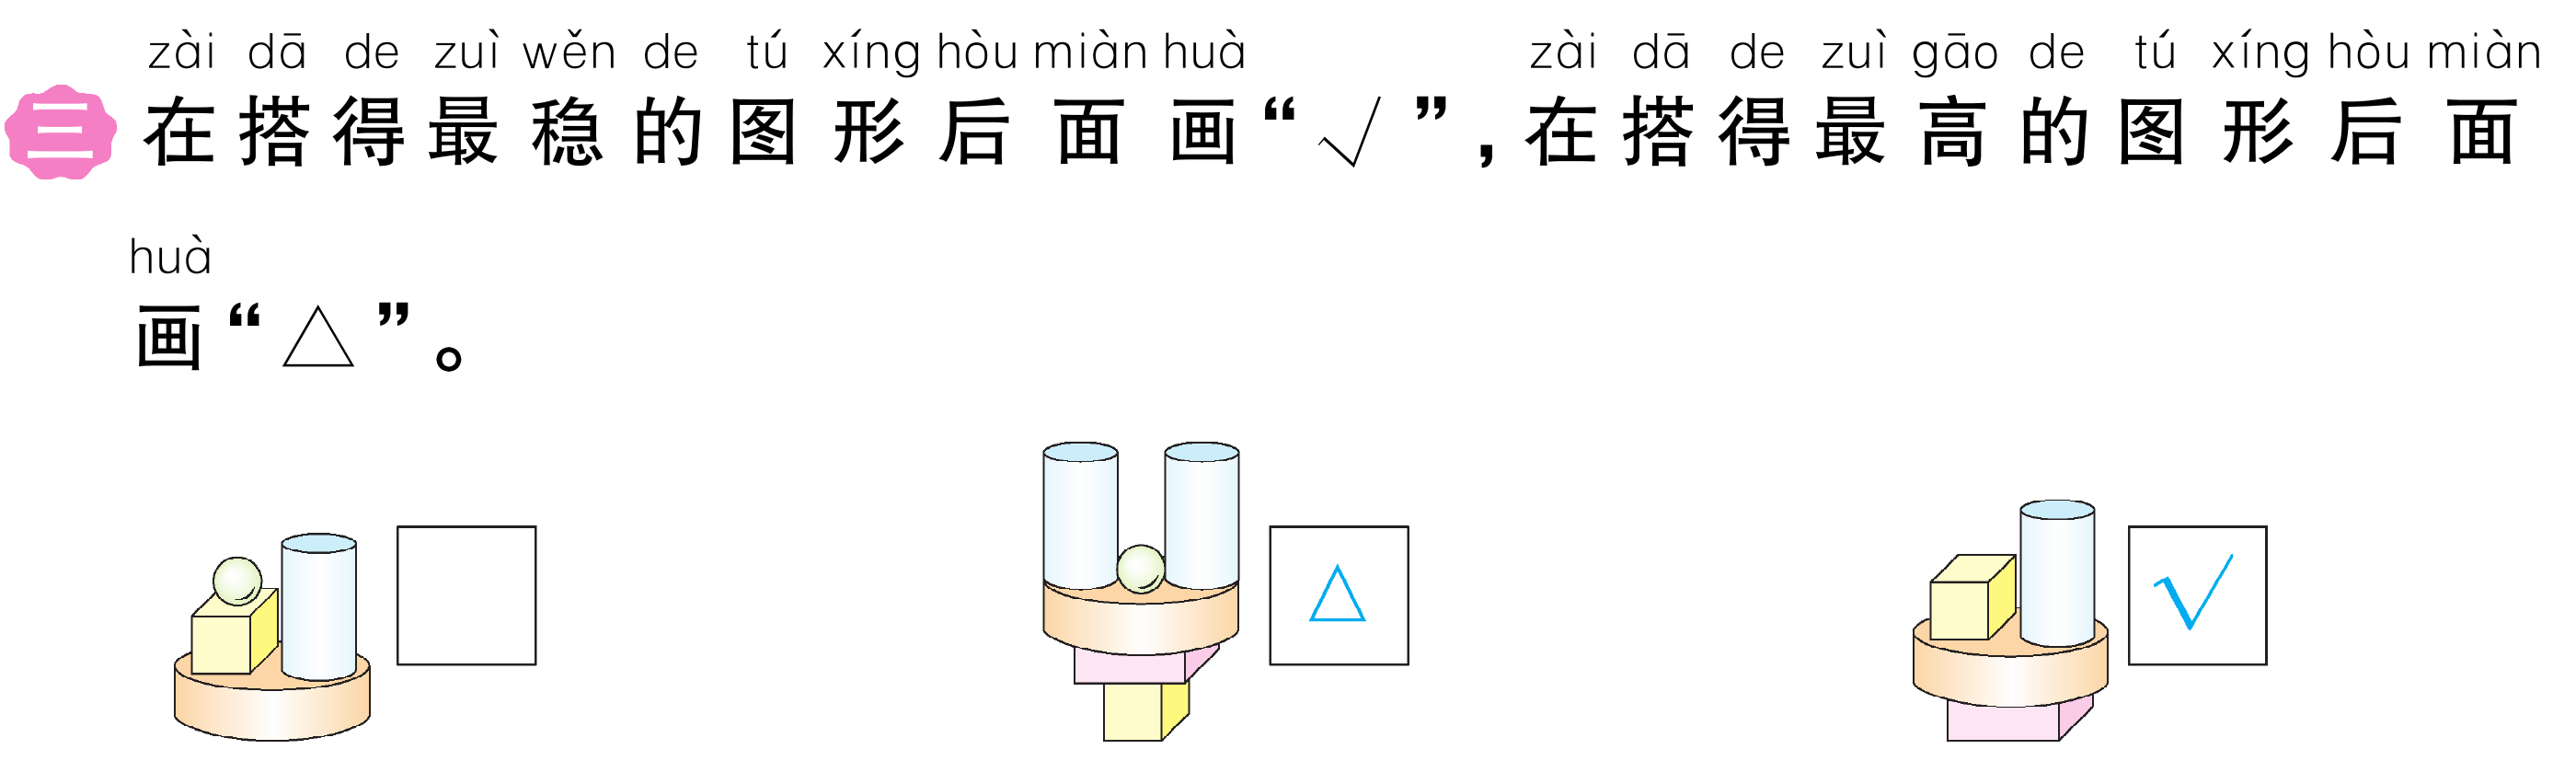 zài dā de zuì wěn de tú xíng hòu miàn huà zài dā de zuì gāo de tú xíng hòu miàn
三 在搭得最稳的图形后面画“√”,在搭得最高的图形后面
huà
画“△”。
△ √